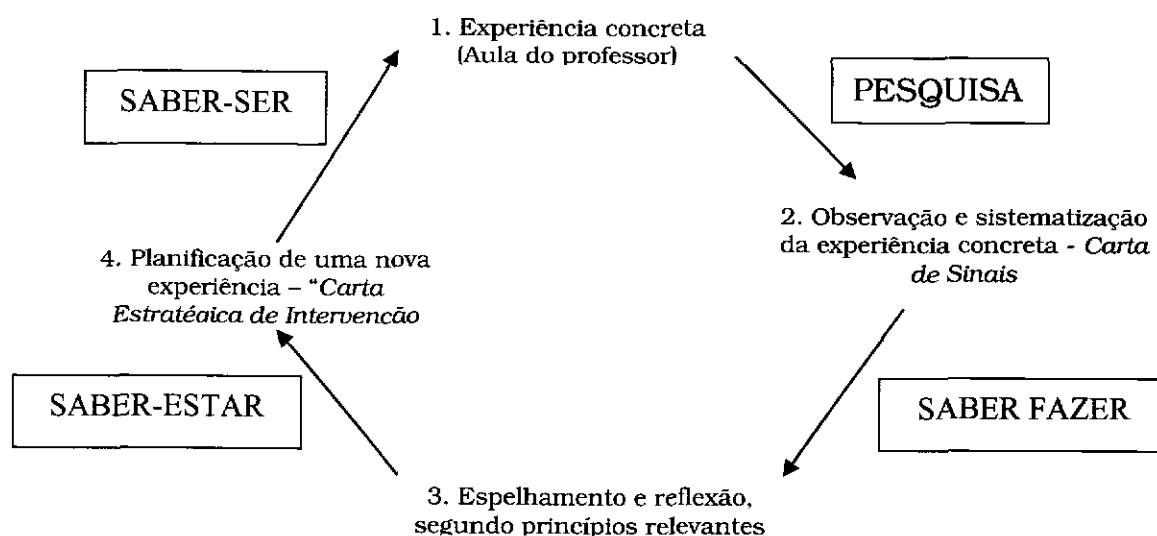 1. Experiência concreta
(Aula do professor)
SABER-SER
PESQUISA
2. Observação e sistematização
da experiência concreta - Carta
de Sinais
4. Planificação de uma nova
experiência – “Carta
Estratégica de Intervenção
SABER-ESTAR
SABER FAZER
3. Espelhamento e reflexão,
segundo princípios relevantes